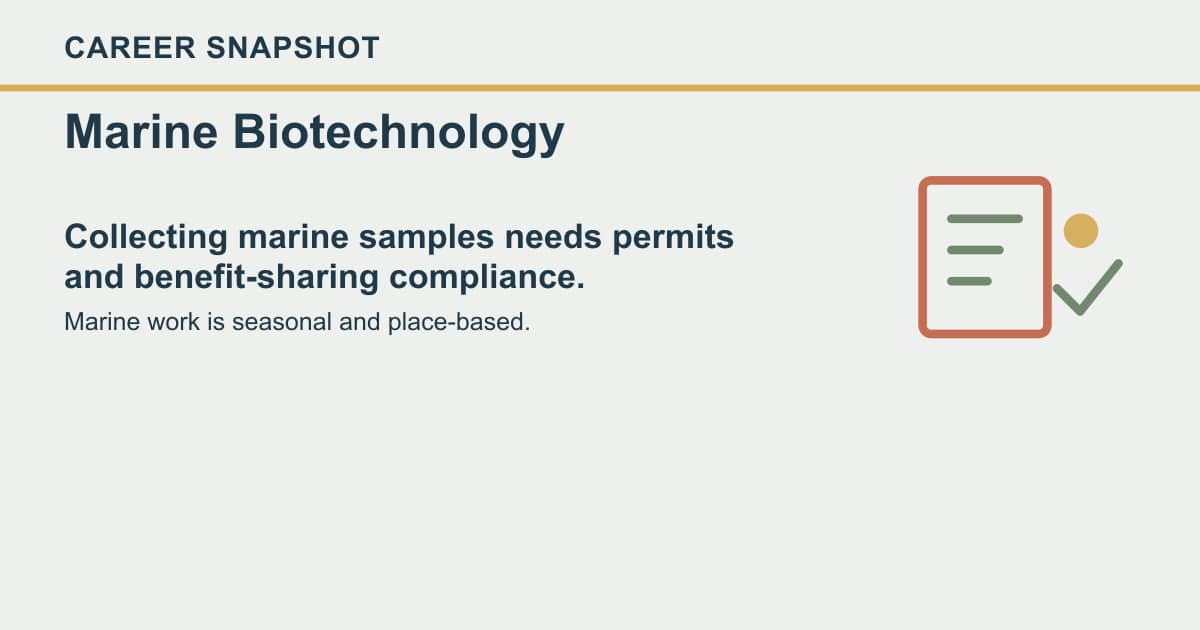 CAREER SNAPSHOT
Marine Biotechnology
Collecting marine samples needs permits
and benefit-sharing compliance.
Marine work is seasonal and place-based.